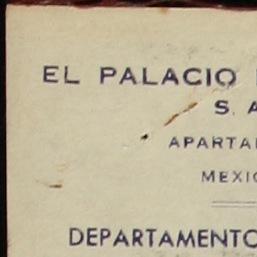 EL PALACIO
S. A
APARTA
MEXIC
DEPARTAMENTO